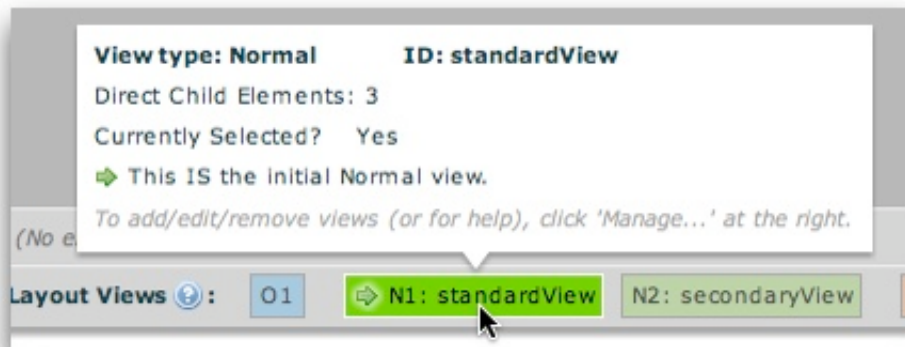 View type: Normal ID: standardView
Direct Child Elements: 3
Currently Selected? Yes
This IS the initial Normal view.
To add/edit/remove views (or for help), click 'Manage...' at the right.
(No
Layout Views ? : O1 N1: standardView N2: secondaryView